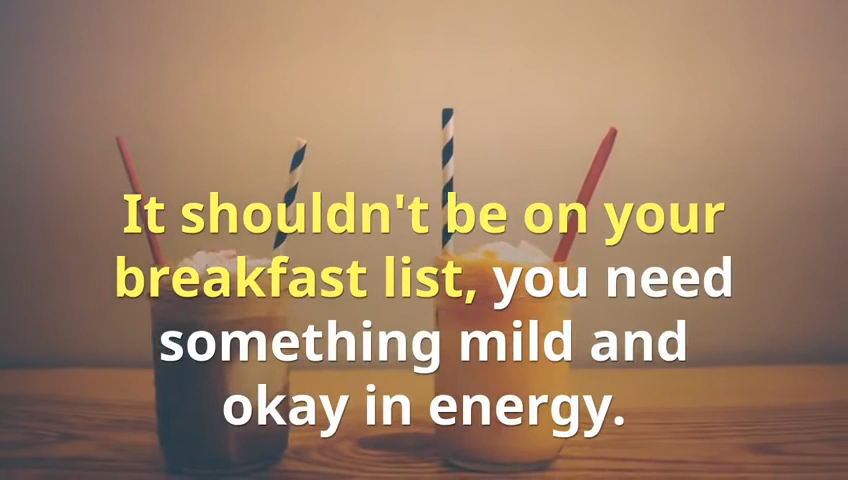 It shouldn't be on your
breakfast list, you need
something mild and
okay in energy.